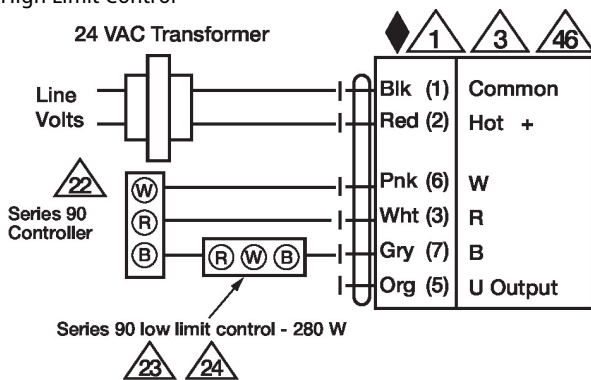 High Limit Control
24 VAC Transformer
1 3 46
Line
Volts
Blk (1) Common
Red (2) Hot +
22
Series 90
Controller
W
R
B
R W B
Pnk (6) W
Wht (3) R
Gry (7) B
Org (5) U Output
Series 90 low limit control - 280 W
23 24